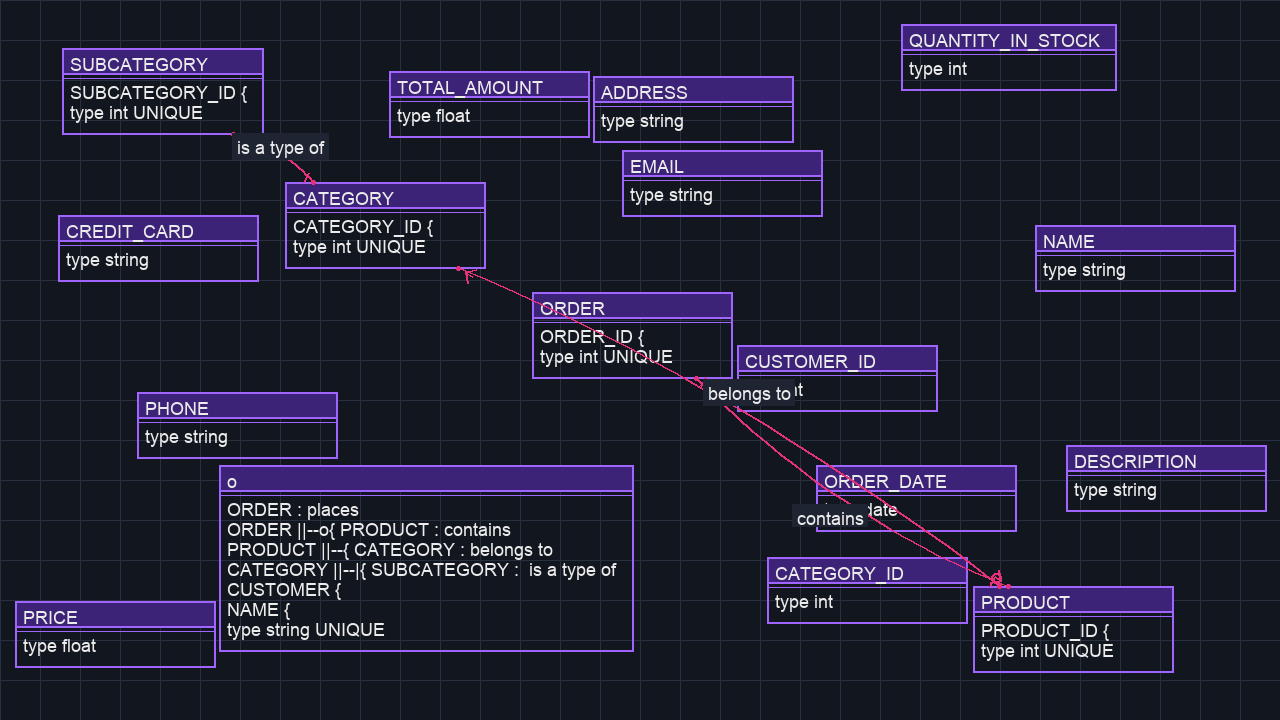 QUANTITY_IN_STOCK
type int
SUBCATEGORY
SUBCATEGORY_ID {
type int UNIQUE
TOTAL_AMOUNT
type float
ADDRESS
type string
is a type of
EMAIL
type string
CATEGORY
CATEGORY_ID {
type int UNIQUE
CREDIT_CARD
type string
NAME
type string
ORDER
ORDER_ID {
type int UNIQUE
CUSTOMER_ID
belongs to
PHONE
type string
DESCRIPTION
type string
o
ORDER : places
ORDER ||--o{ PRODUCT : contains
PRODUCT ||--{ CATEGORY : belongs to
CATEGORY ||--|{ SUBCATEGORY :  is a type of
CUSTOMER {
NAME {
type string UNIQUE
ORDER_DATE
date
contains
CATEGORY_ID
type int
PRODUCT
PRODUCT_ID {
type int UNIQUE
PRICE
type float